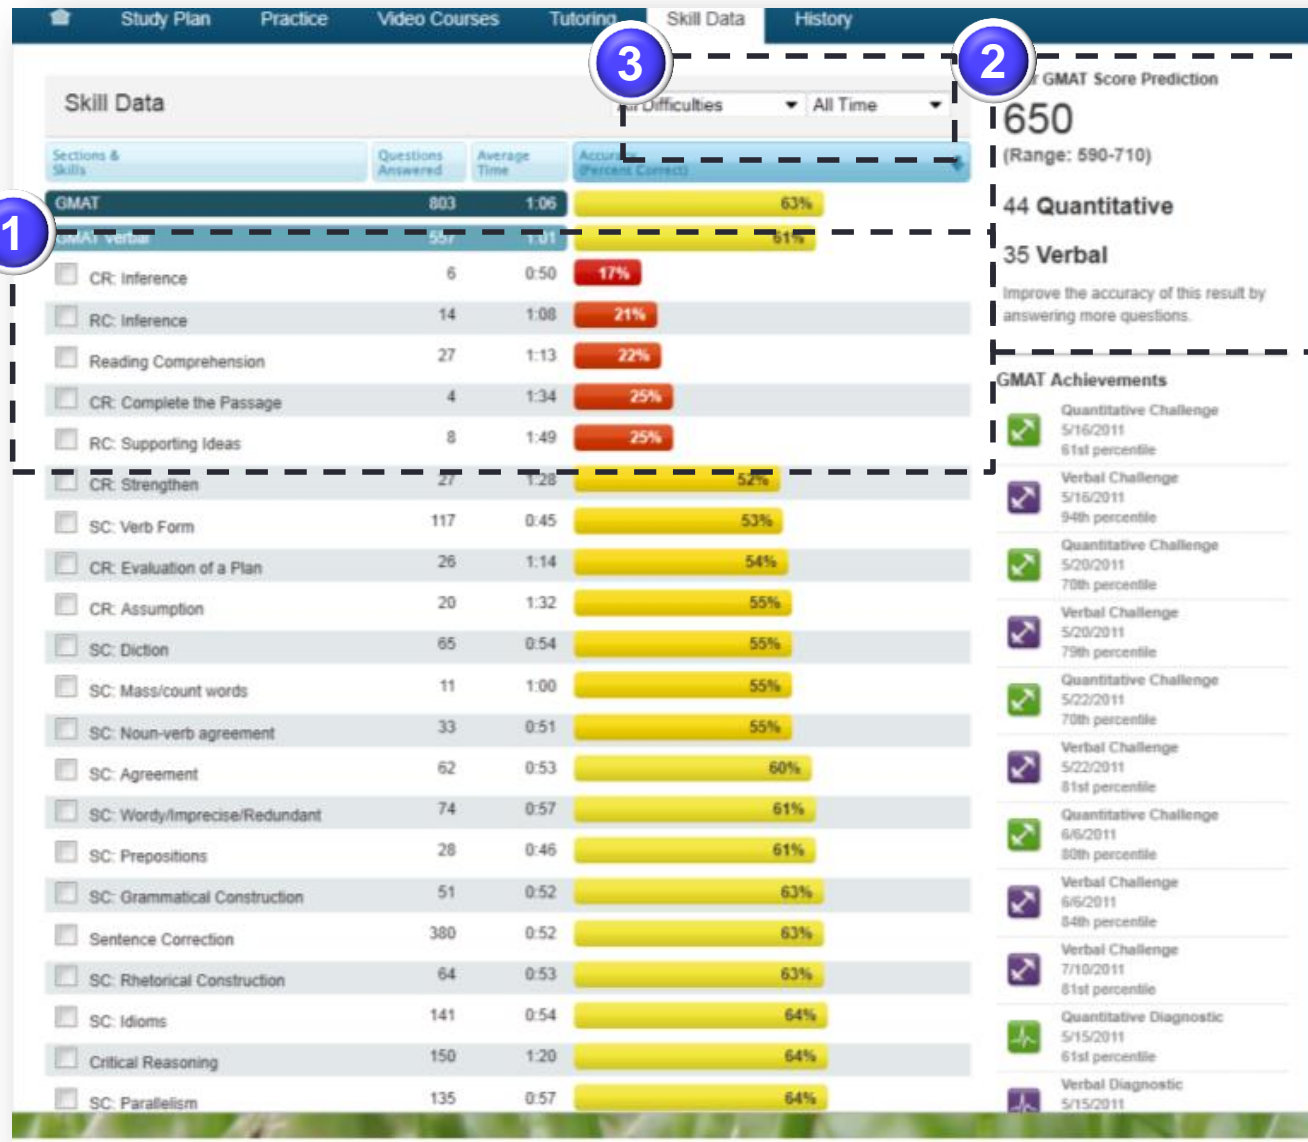 Study Plan Practice Video Courses Tutoring Skill Data History
3
2
Skill Data
All Difficulties All Time
Sections & Skills
Questions Answered
Average Time
Accuracy (Percent Correct)
GMAT 803 1:06 63%
1
GMAT Verbal 557 1:01 61%
CR: Inference 6 0:50 17%
RC: Inference 14 1:08 21%
Reading Comprehension 27 1:13 22%
CR: Complete the Passage 4 1:34 25%
RC: Supporting Ideas 8 1:49 25%
CR: Strengthen 27 1:28 52%
SC: Verb Form 117 0:45 53%
CR: Evaluation of a Plan 26 1:14 54%
CR: Assumption 20 1:32 55%
SC: Diction 65 0:54 55%
SC: Mass/count words 11 1:00 55%
SC: Noun-verb agreement 33 0:51 55%
SC: Agreement 62 0:53 60%
SC: Wordy/Imprecise/Redundant 74 0:57 61%
SC: Prepositions 28 0:46 61%
SC: Grammatical Construction 51 0:52 63%
Sentence Correction 380 0:52 63%
SC: Rhetorical Construction 64 0:53 63%
SC: Idioms 141 0:54 64%
Critical Reasoning 150 1:20 64%
SC: Parallelism 135 0:57 64%
GMAT Score Prediction
650
(Range: 590-710)
44 Quantitative
35 Verbal
Improve the accuracy of this result by
answering more questions.
GMAT Achievements
Quantitative Challenge
5/16/2011
61st percentile
Verbal Challenge
5/16/2011
94th percentile
Quantitative Challenge
5/20/2011
70th percentile
Verbal Challenge
5/20/2011
79th percentile
Quantitative Challenge
5/22/2011
70th percentile
Verbal Challenge
5/22/2011
81st percentile
Quantitative Challenge
6/6/2011
80th percentile
Verbal Challenge
6/6/2011
84th percentile
Verbal Challenge
7/10/2011
81st percentile
Quantitative Diagnostic
5/15/2011
61st percentile
Verbal Diagnostic
5/15/2011